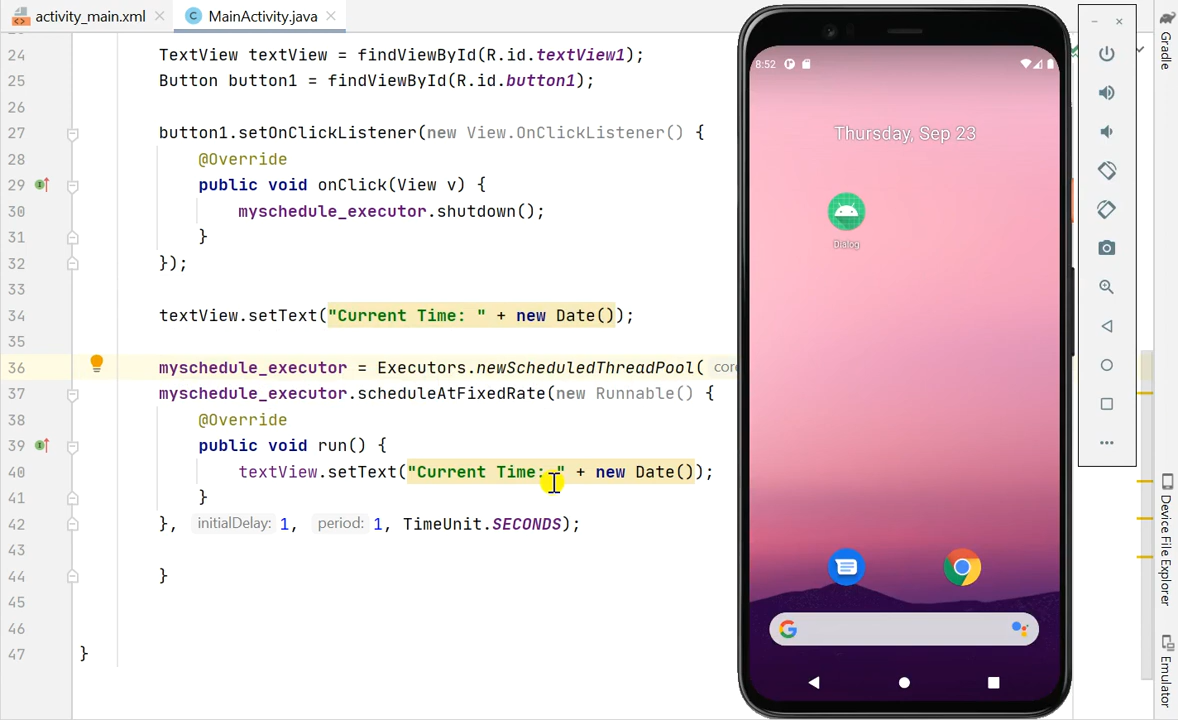 activity_main.xml
MainActivity.java
24 TextView textView = findViewById(R.id.textView1);
25 Button button1 = findViewById(R.id.button1);
26
27 button1.setOnClickListener(new View.OnClickListener() {
28 @Override
29 public void onClick(View v) {
30 myschedule_executor.shutdown();
31 }
32 });
33
34 textView.setText("Current Time: " + new Date());
35
36 myschedule_executor = Executors.newScheduledThreadPool(
37 myschedule_executor.scheduleAtFixedRate(new Runnable() {
38 @Override
39 public void run() {
40 textView.setText("Current Time: " + new Date());
41 }
42 }, initialDelay: 1, period: 1, TimeUnit.SECONDS);
43
44 }
45
46
47 }
8:52
Thursday, Sep 23
Dialog
Gradle
Device File Explorer
Emulator